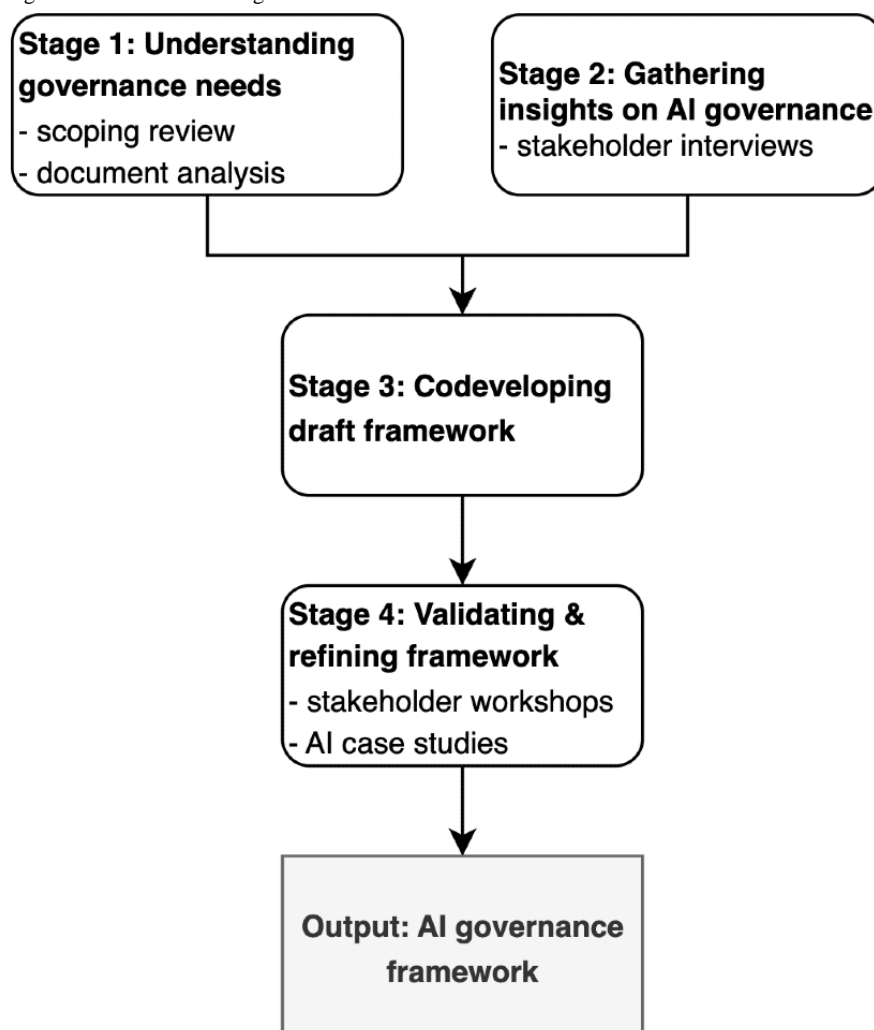 Stage 1: Understanding
governance needs
- scoping review
- document analysis
Stage 2: Gathering
insights on AI governance
- stakeholder interviews
Stage 3: Codeveloping
draft framework
Stage 4: Validating &
refining framework
- stakeholder workshops
- AI case studies
Output: AI governance
framework